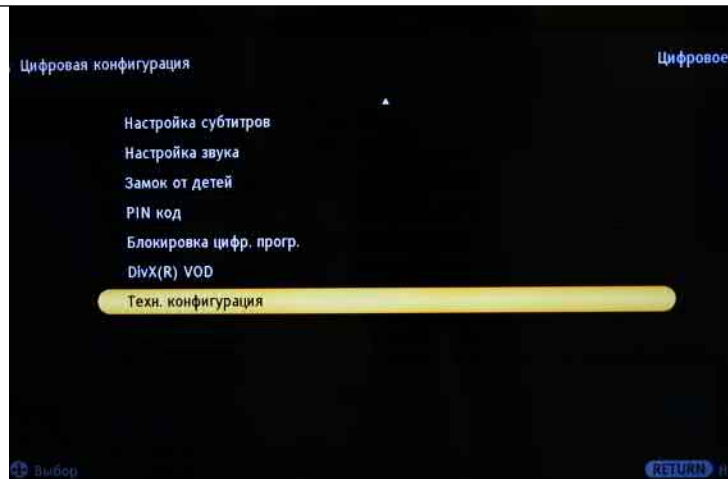 Цифровая конфигурация
Цифровое
Настройка субтитров
Настройка звука
Замок от детей
PIN код
Блокировка цифр. прогр.
DivX(R) VOD
Техн. конфигурация
Выбор
RETURN